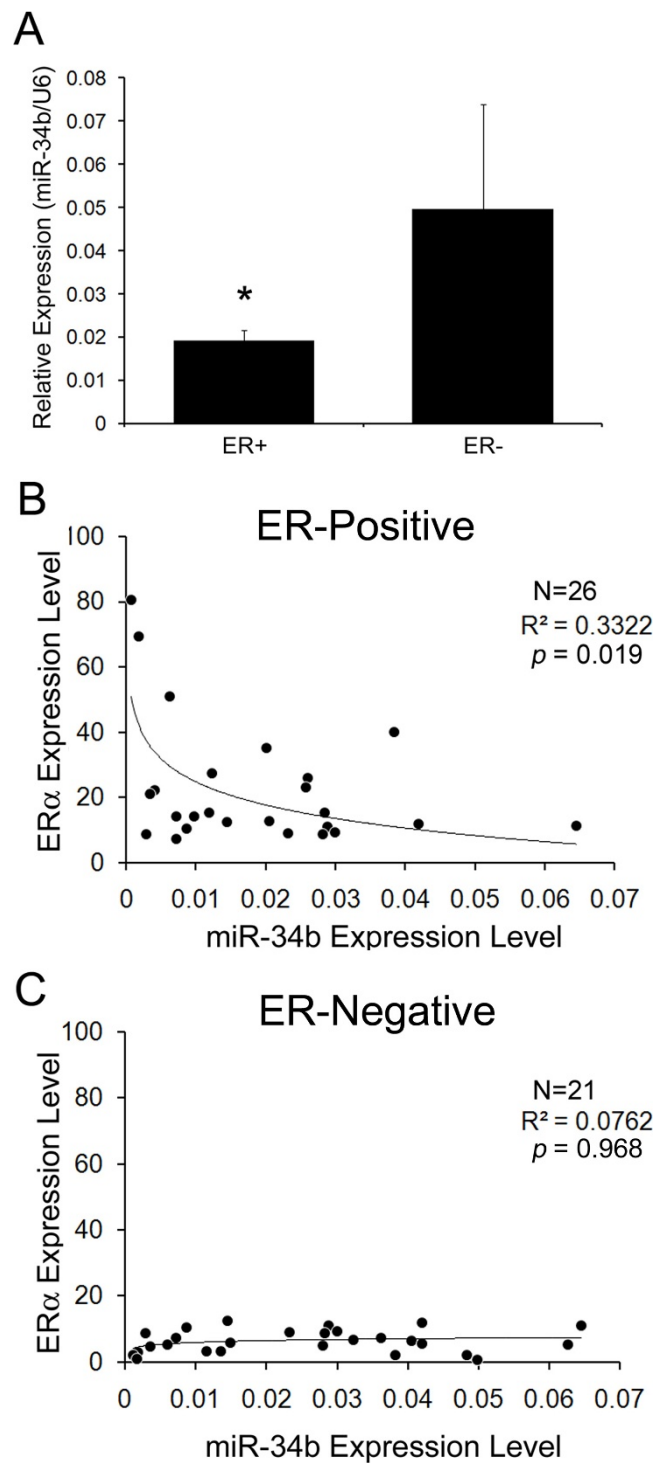 A
Relative Expression (miR-34b/U6)
0.08
0.07
0.06
0.05
0.04
0.03
0.02
0.01
0
*
ER+
ER-
B
ER-Positive
ERα Expression Level
100
80
60
40
20
0
N=26
R² = 0.3322
p = 0.019
0 0.01 0.02 0.03 0.04 0.05 0.06 0.07
miR-34b Expression Level
C
ER-Negative
ERα Expression Level
100
80
60
40
20
0
N=21
R² = 0.0762
p = 0.968
0 0.01 0.02 0.03 0.04 0.05 0.06 0.07
miR-34b Expression Level